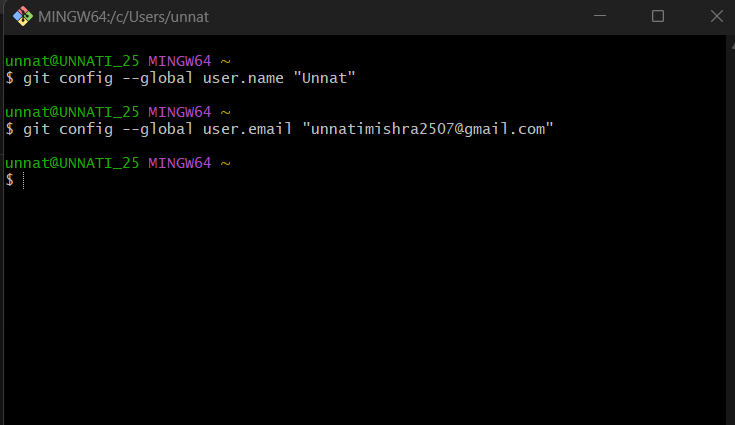 MINGW64:/c/Users/unnat
unnat@UNNATI_25 MINGW64 ~
$ git config --global user.name "Unnat"
unnat@UNNATI_25 MINGW64 ~
$ git config --global user.email "unnatimishra2507@gmail.com"
unnat@UNNATI_25 MINGW64 ~
$